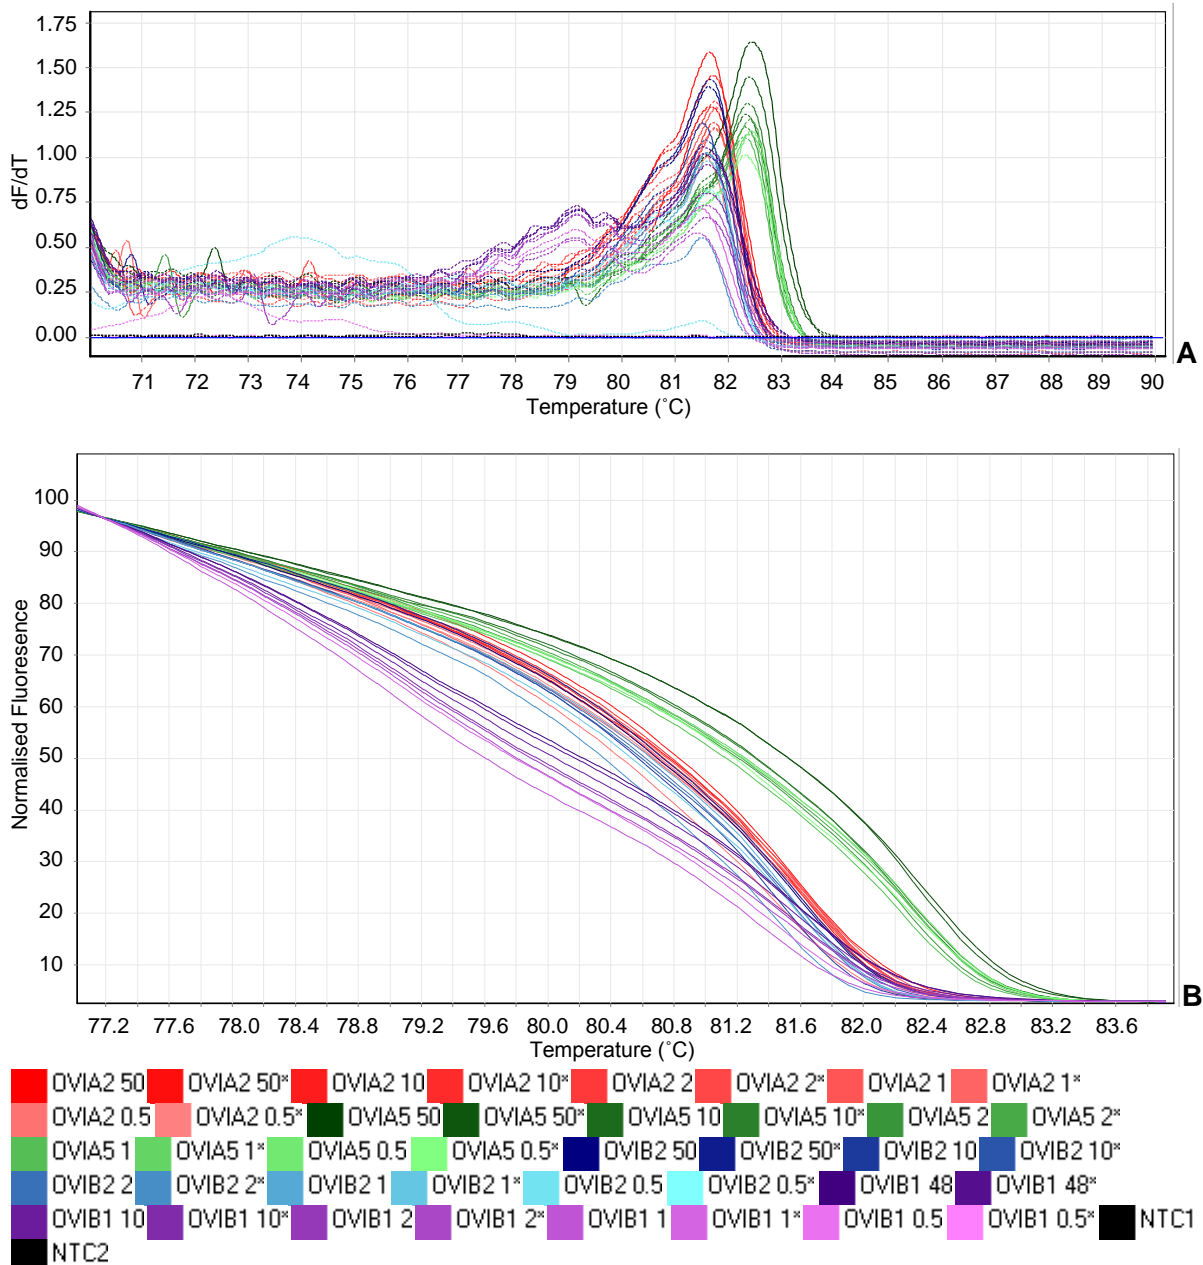 1.75
1.50
1.25
1.00
0.75
0.50
0.25
0.00
dF/dT
71 72 73 74 75 76 77 78 79 80 81 82 83 84 85 86 87 88 89 90
Temperature (˚C)
A
100
90
80
70
60
50
40
30
20
10
Normalised Fluoresence
77.2 77.6 78.0 78.4 78.8 79.2 79.6 80.0 80.4 80.8 81.2 81.6 82.0 82.4 82.8 83.2 83.6
Temperature (˚C)
B
OVIA2 50 OVIA2 50* OVIA2 10 OVIA2 10* OVIA2 2 OVIA2 2* OVIA2 1 OVIA2 1*
OVIA2 0.5 OVIA2 0.5* OVIA5 50 OVIA5 50* OVIA5 10 OVIA5 10* OVIA5 2 OVIA5 2*
OVIA5 1 OVIA5 1* OVIA5 0.5 OVIA5 0.5* OVIB2 50 OVIB2 50* OVIB2 10 OVIB2 10*
OVIB2 2 OVIB2 2* OVIB2 1 OVIB2 1* OVIB2 0.5 OVIB2 0.5* OVIB1 48 OVIB1 48*
OVIB1 10 OVIB1 10* OVIB1 2 OVIB1 2* OVIB1 1 OVIB1 1* OVIB1 0.5 OVIB1 0.5* NTC1
NTC2